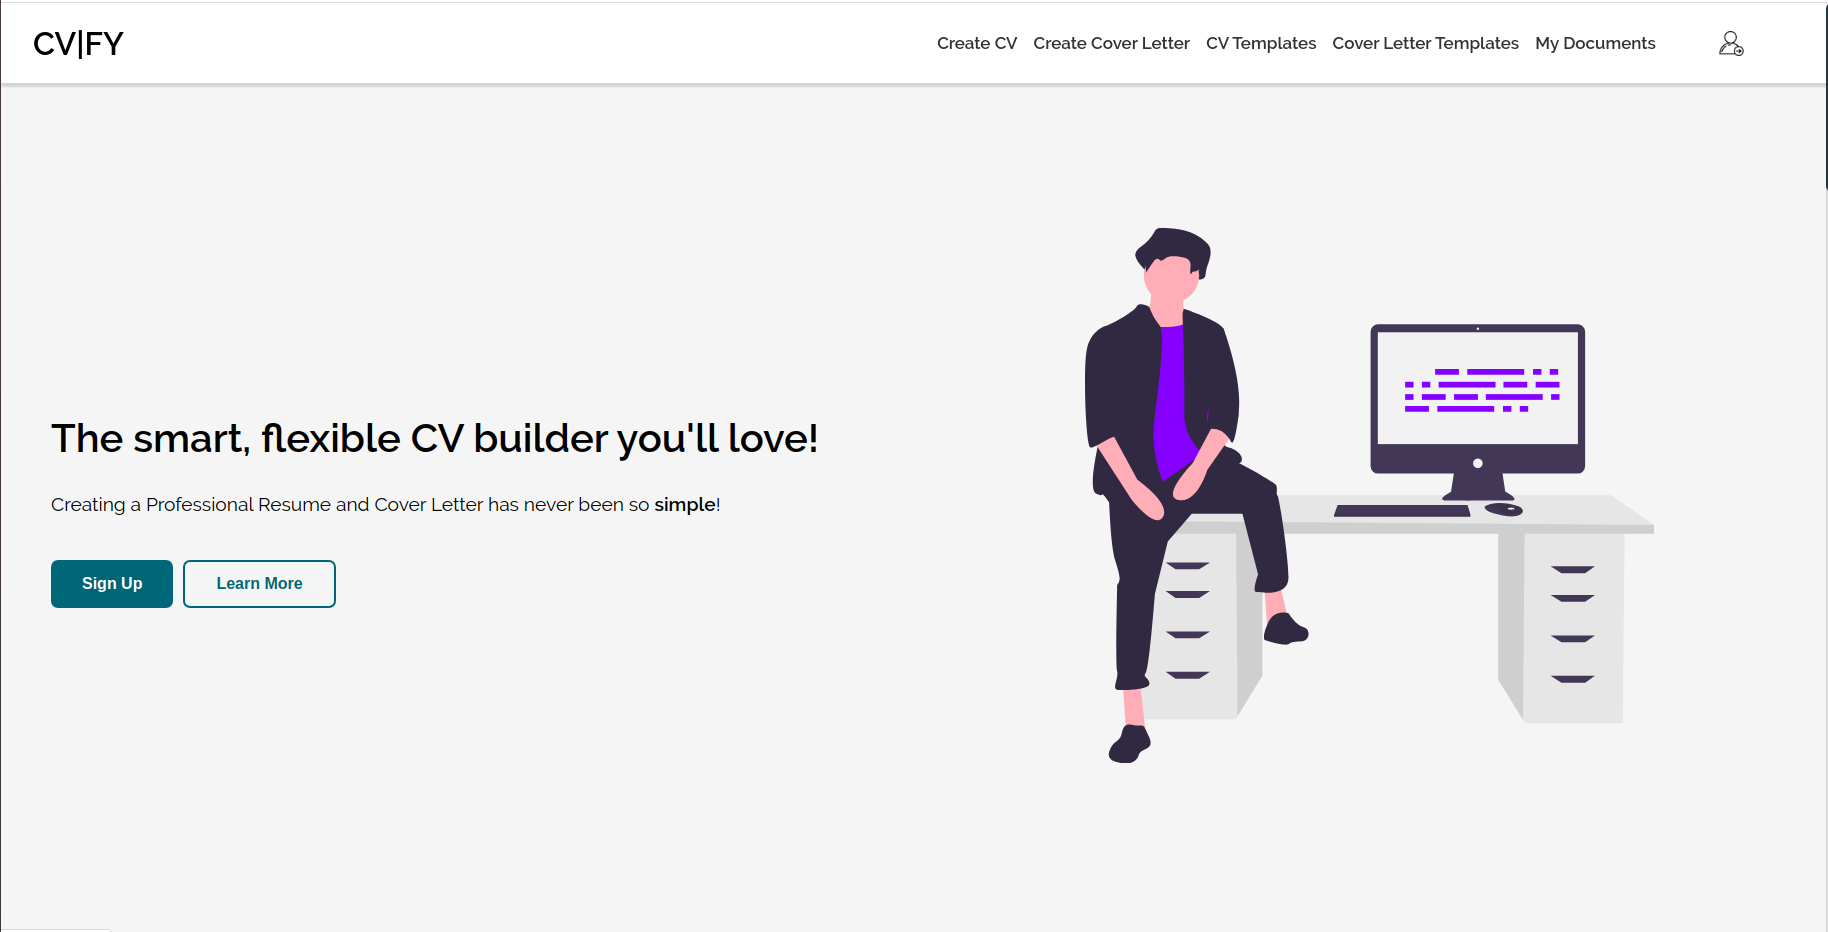 CV|FY
Create CV Create Cover Letter CV Templates Cover Letter Templates My Documents
The smart, flexible CV builder you'll love!
Creating a Professional Resume and Cover Letter has never been so simple!
Sign Up Learn More